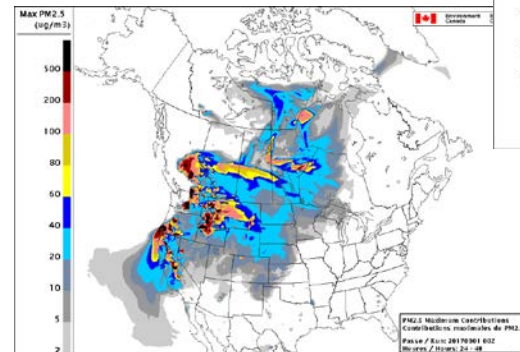 Max PM2.5
(ug/m3)
500
200
100
80
60
40
20
10
5
2
Environment
Canada
PM2.5 Maximum Contributions
Contributions maximales de PM2.
Passe / Run: 20170901 00Z
Heures / Hours: 24 - 48